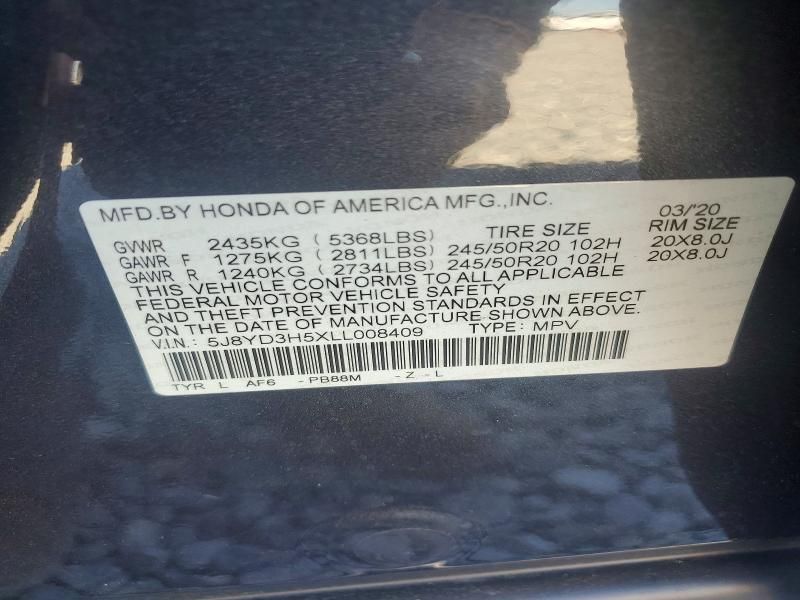 MFD.BY HONDA OF AMERICA MFG.,INC. 03/'20
TIRE SIZE RIM SIZE
GVWR 2435KG ( 5368LBS)
GAWR F 1275KG ( 2811LBS) 245/50R20 102H 20X8.0J
GAWR R 1240KG ( 2734LBS) 245/50R20 102H 20X8.0J
THIS VEHICLE CONFORMS TO ALL APPLICABLE
FEDERAL MOTOR VEHICLE SAFETY
AND THEFT PREVENTION STANDARDS IN EFFECT
ON THE DATE OF MANUFACTURE SHOWN ABOVE.
V.I.N.: 5J8YD3H5XLL008409 TYPE: MPV
TYR L AF6 -PB88M -Z -L